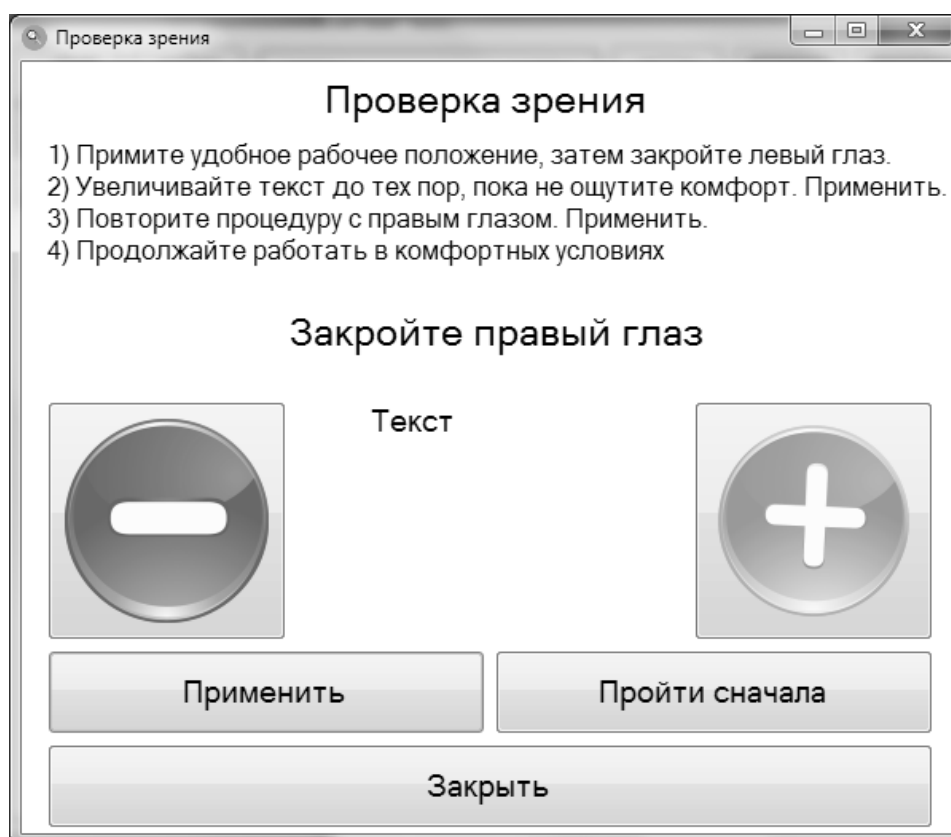 Проверка зрения
Проверка зрения
1) Примите удобное рабочее положение, затем закройте левый глаз.
2) Увеличивайте текст до тех пор, пока не ощутите комфорт. Применить.
3) Повторите процедуру с правым глазом. Применить.
4) Продолжайте работать в комфортных условиях
Закройте правый глаз
Текст
Применить
Пройти сначала
Закрыть